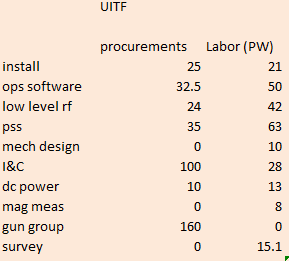 UITF
procurements Labor (PW)
install 25 21
ops software 32.5 50
low level rf 24 42
pss 35 63
mech design 0 10
I&C 100 28
dc power 10 13
mag meas 0 8
gun group 160 0
survey 0 15.1